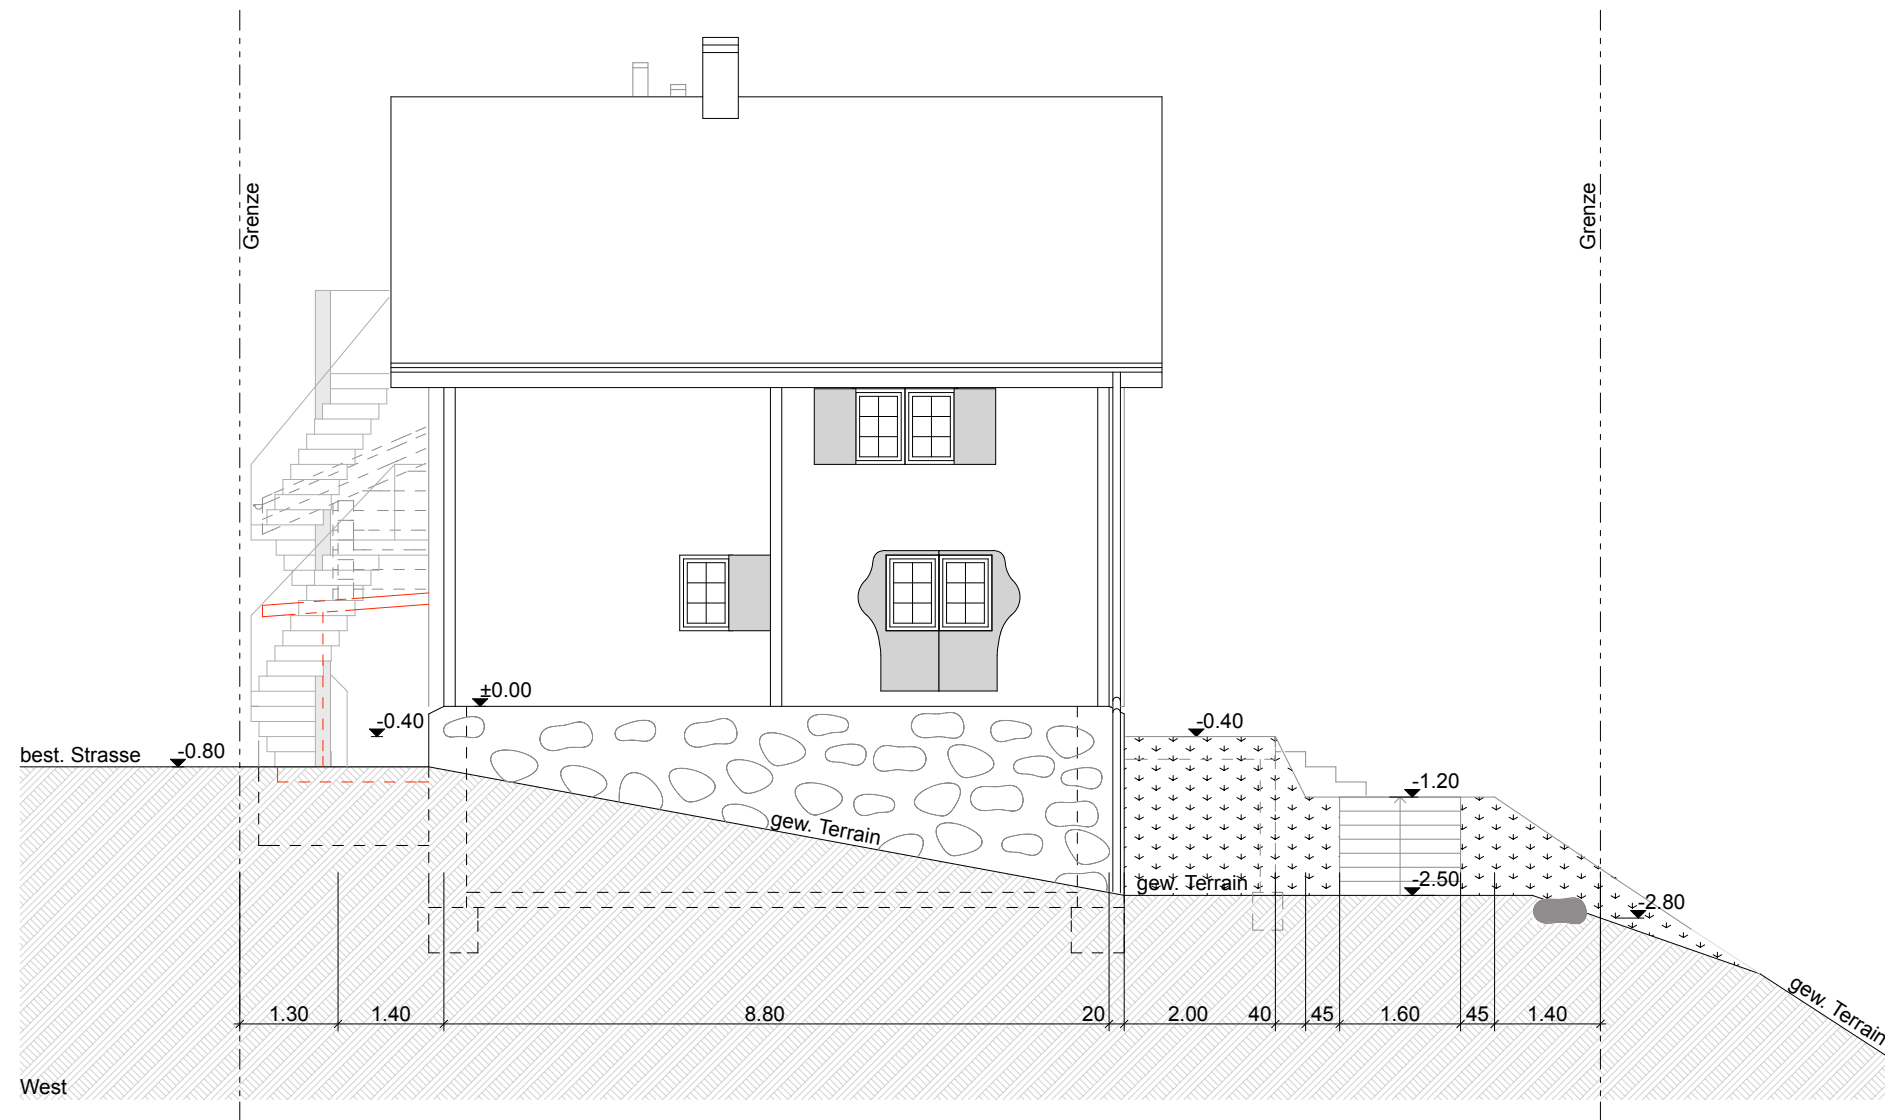 Grenze
Grenze
±0.00
-0.40
-0.40
best. Strasse
-0.80
-1.20
gew. Terrain
gew. Terrain
-2.50
-2.80
gew. Terrain
1.30
1.40
8.80
20
2.00
40
45
1.60
45
1.40
West